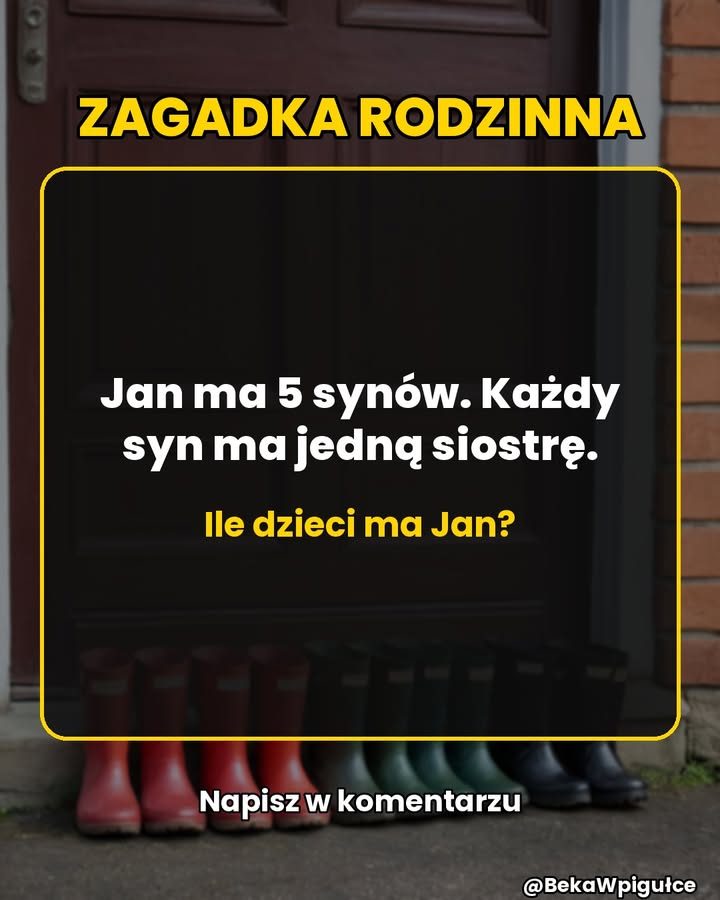 ZAGADKA RODZINNA
Jan ma 5 synów. Każdy
syn ma jedną siostrę.
Ile dzieci ma Jan?
Napisz w komentarzu
@BekaWpigułce